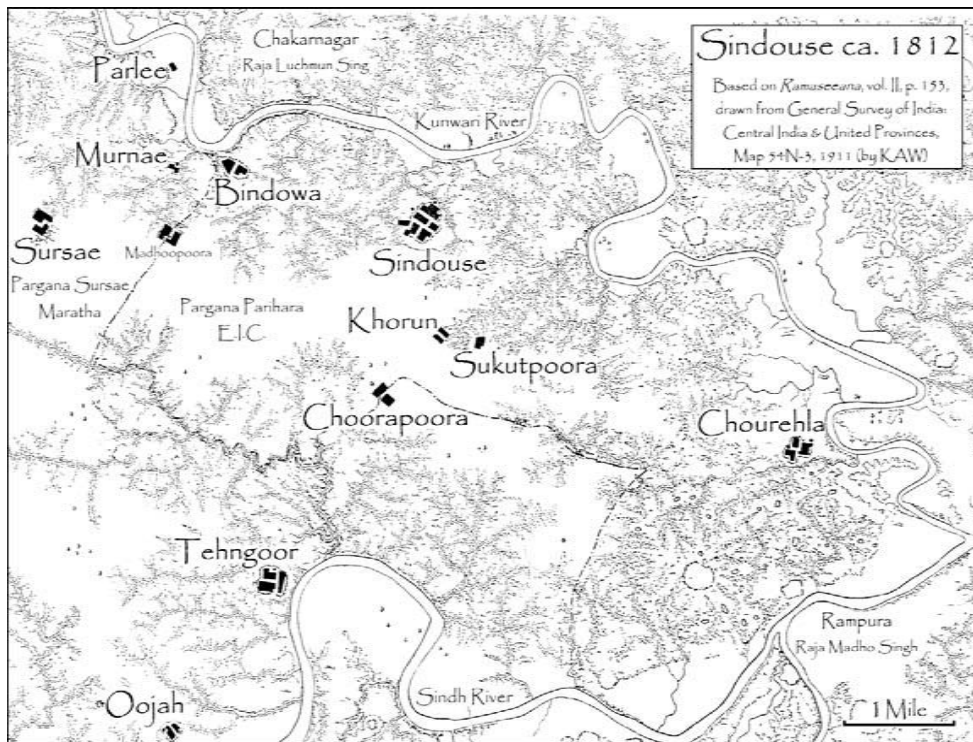 Sindouse ca. 1812
Based on Ramaseeana, vol. II, p. 153,
drawn from General Survey of India:
Central India & United Provinces,
Map 54N-3, 1911 (by KAW)
Chakarnagar
Raja Luchmun Sing
Parlee
Kunwari River
Murnae
Bindowa
Sursae
Madhoopoora
Sindouse
Pargana Sursae
Maratha
Pargana Parihara
E.I.C
Khorun
Sukutpoora
Choorapoora
Chourehla
Tehngoor
Rampura
Raja Madho Singh
Sindh River
Oojah
1 Mile